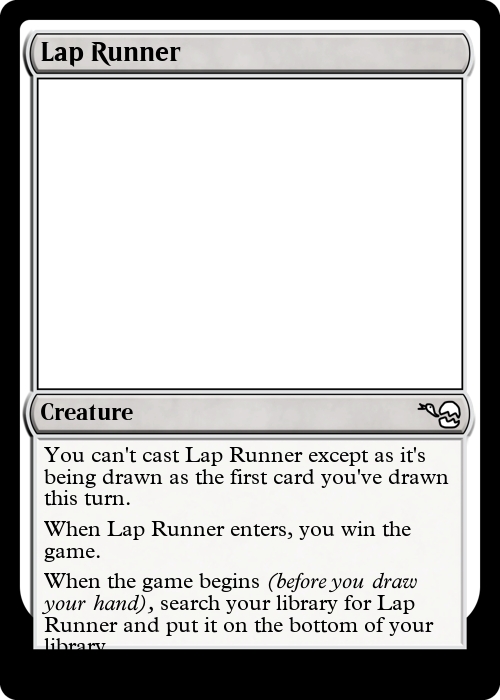 Lap Runner
Creature
You can't cast Lap Runner except as it's
being drawn as the first card you've drawn
this turn.
When Lap Runner enters, you win the
game.
When the game begins (before you draw
your hand), search your library for Lap
Runner and put it on the bottom of your
library.